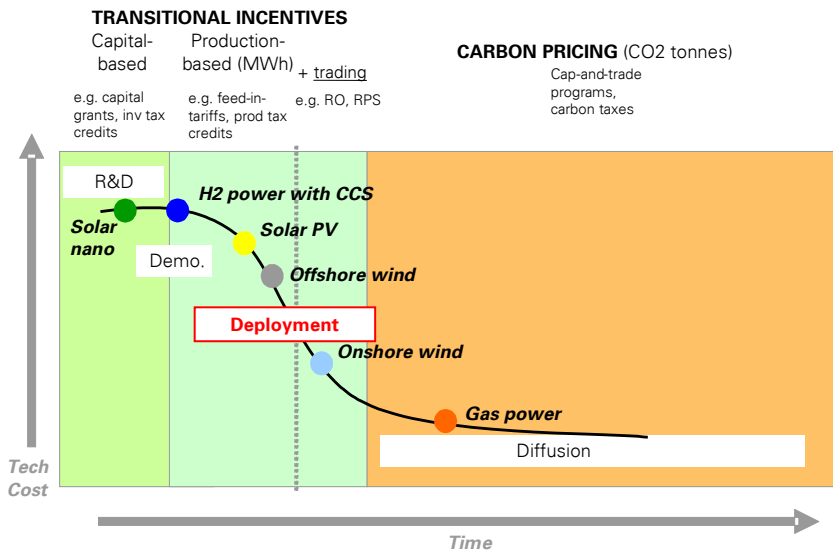 TRANSITIONAL INCENTIVES
Capital-
based
Production-
based (MWh)
+ trading
CARBON PRICING (CO2 tonnes)
e.g. capital
grants, inv tax
credits
e.g. feed-in-
tariffs, prod tax
credits
e.g. RO, RPS
Cap-and-trade
programs,
carbon taxes
R&D
H2 power with CCS
Solar
nano
Solar PV
Demo.
Offshore wind
Deployment
Onshore wind
Gas power
Diffusion
Tech
Cost
Time